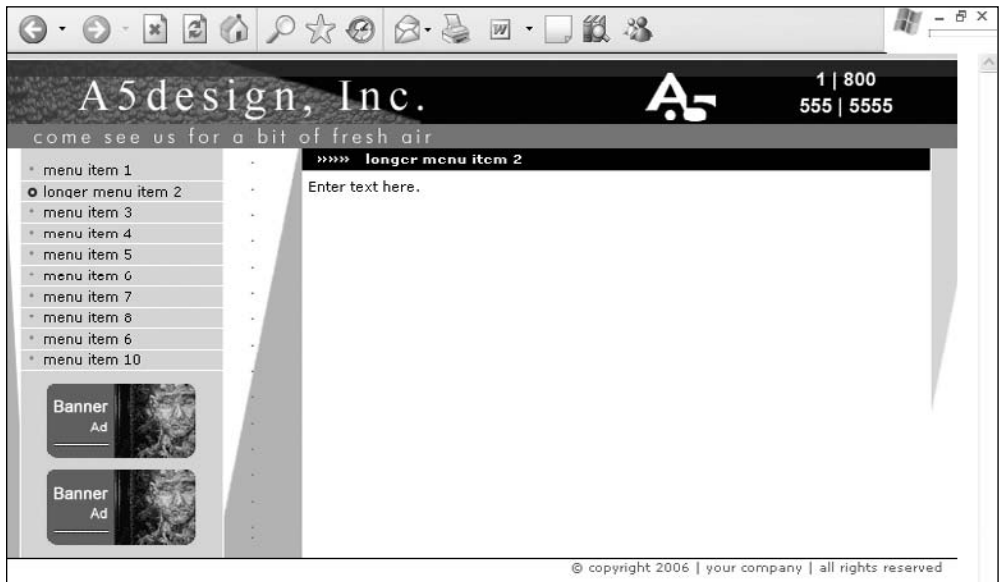 A5design, Inc.
A5
1 | 800
555 | 5555
come see us for a bit of fresh air
menu item 1
longer menu item 2
menu item 3
menu item 4
menu item 5
menu item 6
menu item 7
menu item 8
menu item 6
menu item 10
»»» longer menu item 2
Enter text here.
Banner
Ad
Banner
Ad
© copyright 2006 | your company | all rights reserved